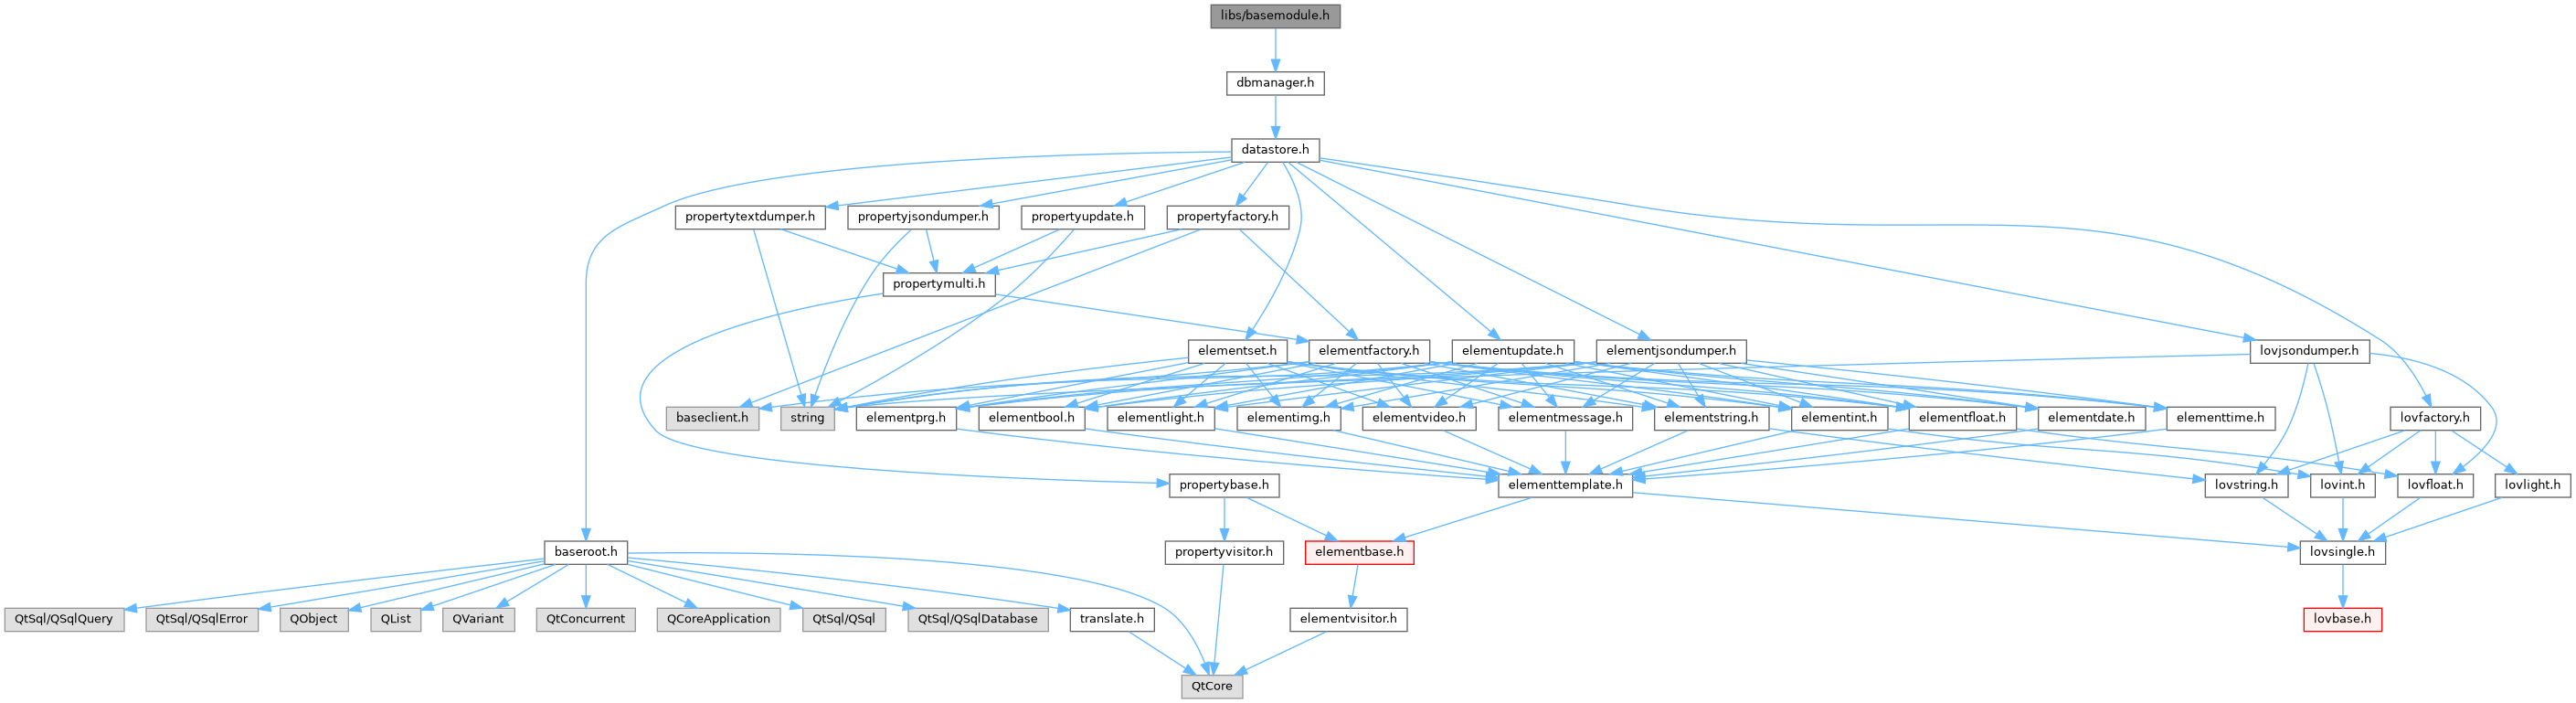 libs/basemodule.h
dbmanager.h
datastore.h
propertytextdumper.h
propertyjsondumper.h
propertyupdate.h
propertyfactory.h
propertymulti.h
elementset.h
elementfactory.h
elementupdate.h
elementjsondumper.h
lovjsondumper.h
baseclient.h
string
elementprg.h
elementbool.h
elementlight.h
elementimg.h
elementvideo.h
elementmessage.h
elementstring.h
elementint.h
elementfloat.h
elementdate.h
elementtime.h
lovfactory.h
propertybase.h
elementtemplate.h
lovstring.h
lovint.h
lovfloat.h
lovlight.h
baseroot.h
propertyvisitor.h
elementbase.h
lovsingle.h
QtSql/QSqlQuery
QtSql/QSqlError
QObject
QList
QVariant
QtConcurrent
QCoreApplication
QtSql/QSql
QtSql/QSqlDatabase
translate.h
elementvisitor.h
lovbase.h
QtCore